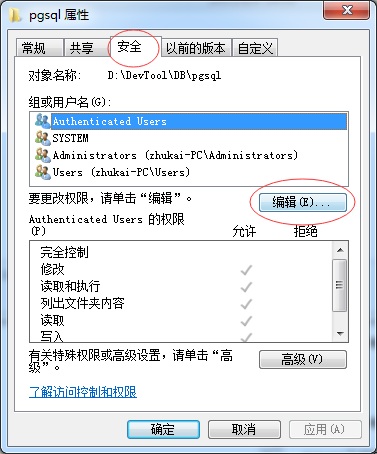 pgsql 属性
常规 共享 安全 以前的版本 自定义
对象名称: D:\DevTool\DB\pgsql
组或用户名(G):
Authenticated Users
SYSTEM
Administrators (zhukai-PC\Administrators)
Users (zhukai-PC\Users)
要更改权限，请单击“编辑”。
编辑(E)...
Authenticated Users 的权限
(P) 允许 拒绝
完全控制
修改
读取和执行
列出文件夹内容
读取
写入
有关特殊权限或高级设置，请单击“高
级”。
高级(V)
了解访问控制和权限
确定 取消 应用(A)